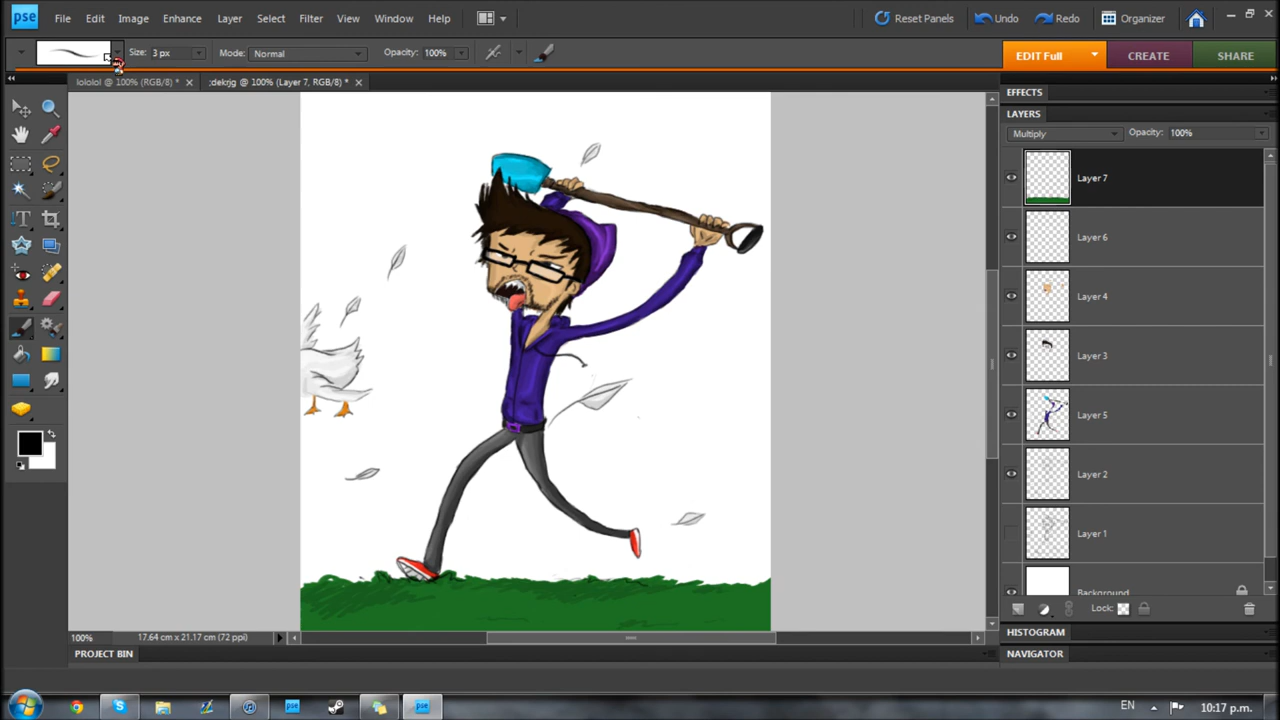 pse File Edit Image Enhance Layer Select Filter View Window Help Reset Panels Undo Redo Organizer
Size: 3 px Mode: Normal Opacity: 100% EDIT Full CREATE SHARE
lololol @ 100% (RGB/8) * ;dekrjg @ 100% (Layer 7, RGB/8) *
EFFECTS
LAYERS
Multiply Opacity: 100%
Layer 7
Layer 6
Layer 4
Layer 3
Layer 5
Layer 2
Layer 1
Background
Lock:
100% 17.64 cm x 21.17 cm (72 ppi)
HISTOGRAM
PROJECT BIN
NAVIGATOR
pse pse EN 10:17 p.m.